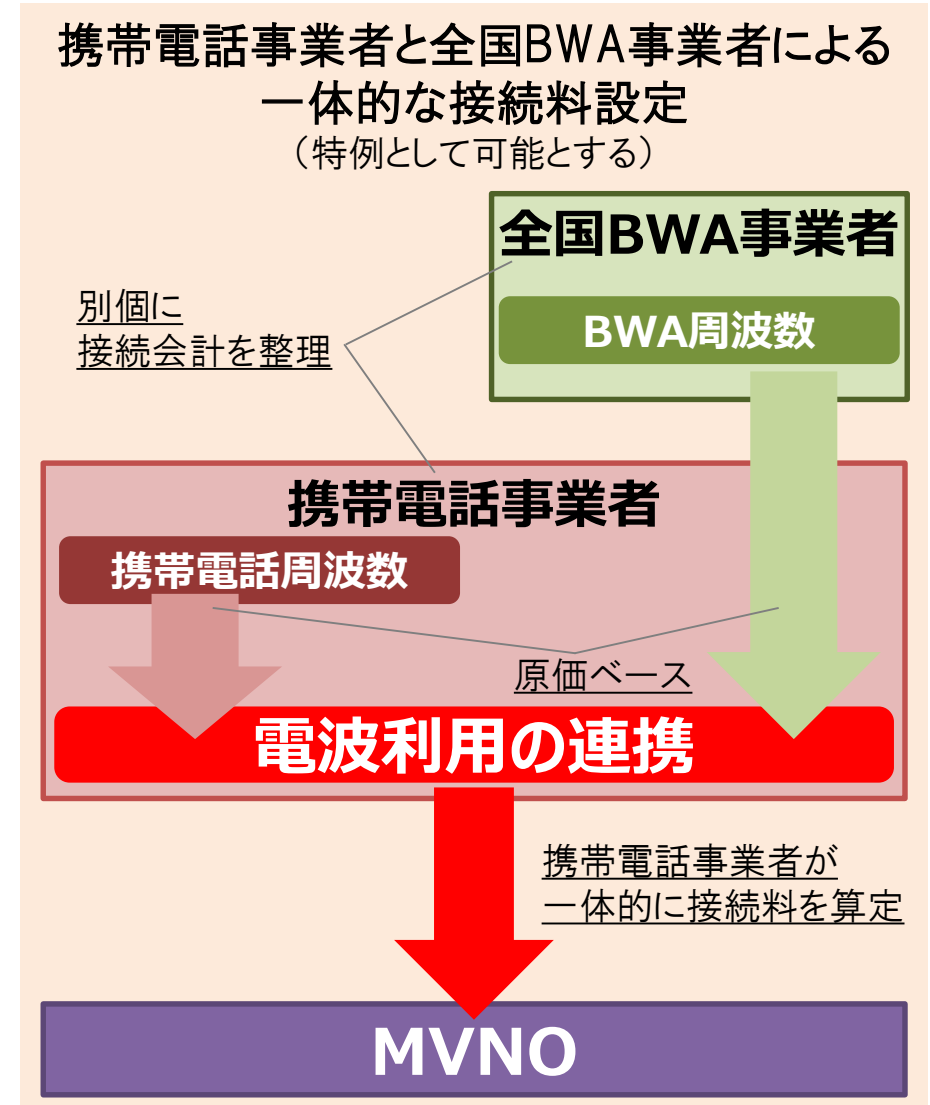 携帯電話事業者と全国BWA事業者による
一体的な接続料設定
（特例として可能とする）
全国BWA事業者
BWA周波数
別個に
接続会計を整理
携帯電話事業者
携帯電話周波数
原価ベース
電波利用の連携
携帯電話事業者が
一体的に接続料を算定
MVNO